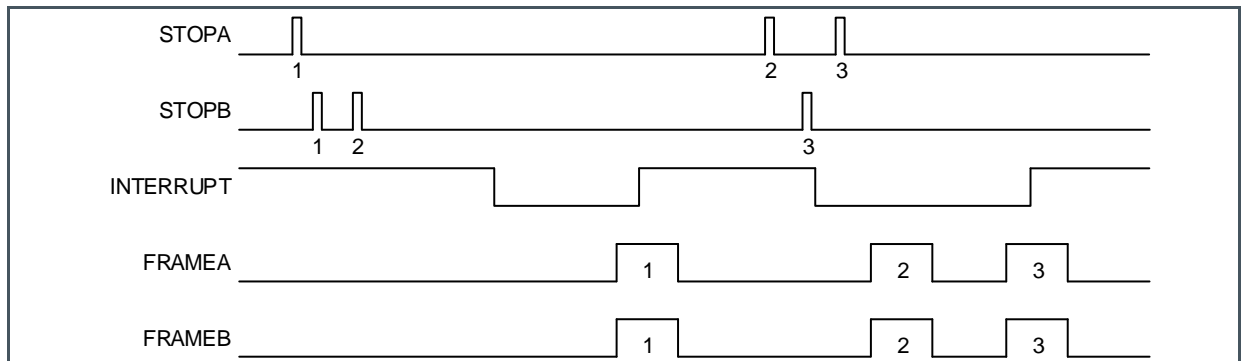 STOPA
1 2 3
STOPB
1 2 3
INTERRUPT
FRAMEA 1 2 3
FRAMEB 1 2 3